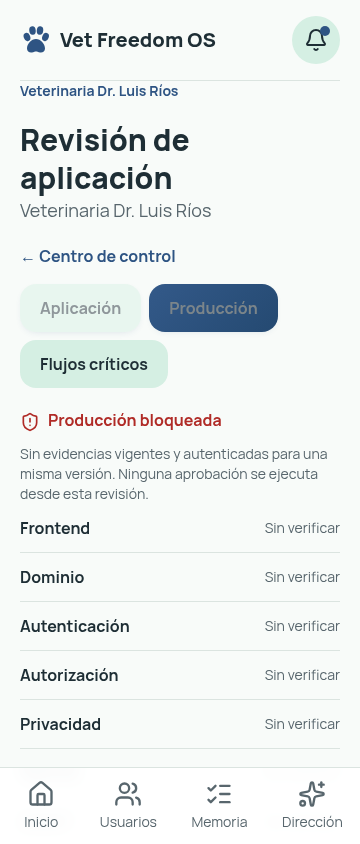 Vet Freedom OS
Veterinaria Dr. Luis Ríos
Revisión de
aplicación
Veterinaria Dr. Luis Ríos
← Centro de control
Aplicación
Producción
Flujos críticos
Producción bloqueada
Sin evidencias vigentes y autenticadas para una
misma versión. Ninguna aprobación se ejecuta
desde esta revisión.
Frontend Sin verificar
Dominio Sin verificar
Autenticación Sin verificar
Autorización Sin verificar
Privacidad Sin verificar
Inicio Usuarios Memoria Dirección